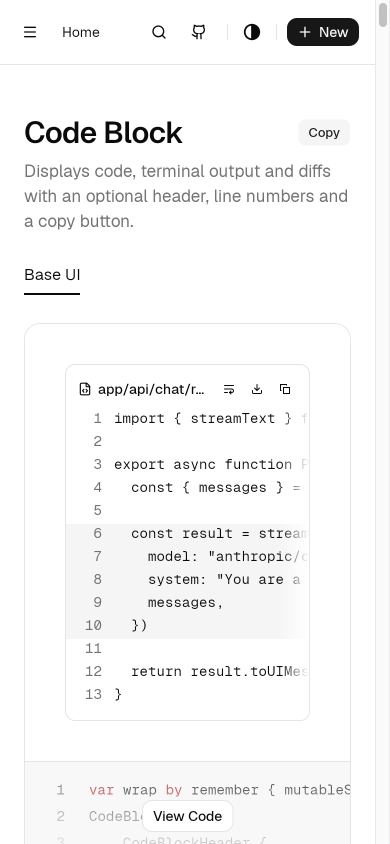 Home
New
Code Block
Copy
Displays code, terminal output and diffs
with an optional header, line numbers and
a copy button.
Base UI
app/api/chat/r...
1 import { streamText }
2
3 export async function
4 const { messages } =
5
6 const result = stream
7 model: "anthropic/
8 system: "You are a
9 messages,
10 })
11
12 return result.toUIMes
13 }
1 var wrap by remember { mutableS
2 CodeBl
View Code
3 CodeBlockHeader {